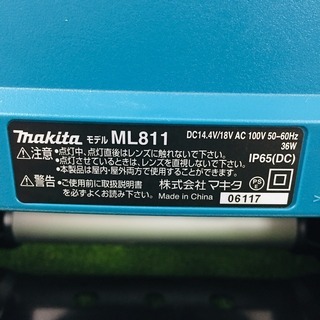 makita モデル ML811 DC14.4V/18V AC 100V 50-60Hz
36W
⚠注意 ・点灯中、点灯直後はレンズに触れないで下さい。 IP65(DC)
・点灯させているときは、レンズを直視しないでください。
・本製品は屋内・屋外両方で使用することができます。
⚠警告 ・ご使用前に取扱説明書を必ずよくお読み下さい。
株式会社マキタ
Made in China 06117